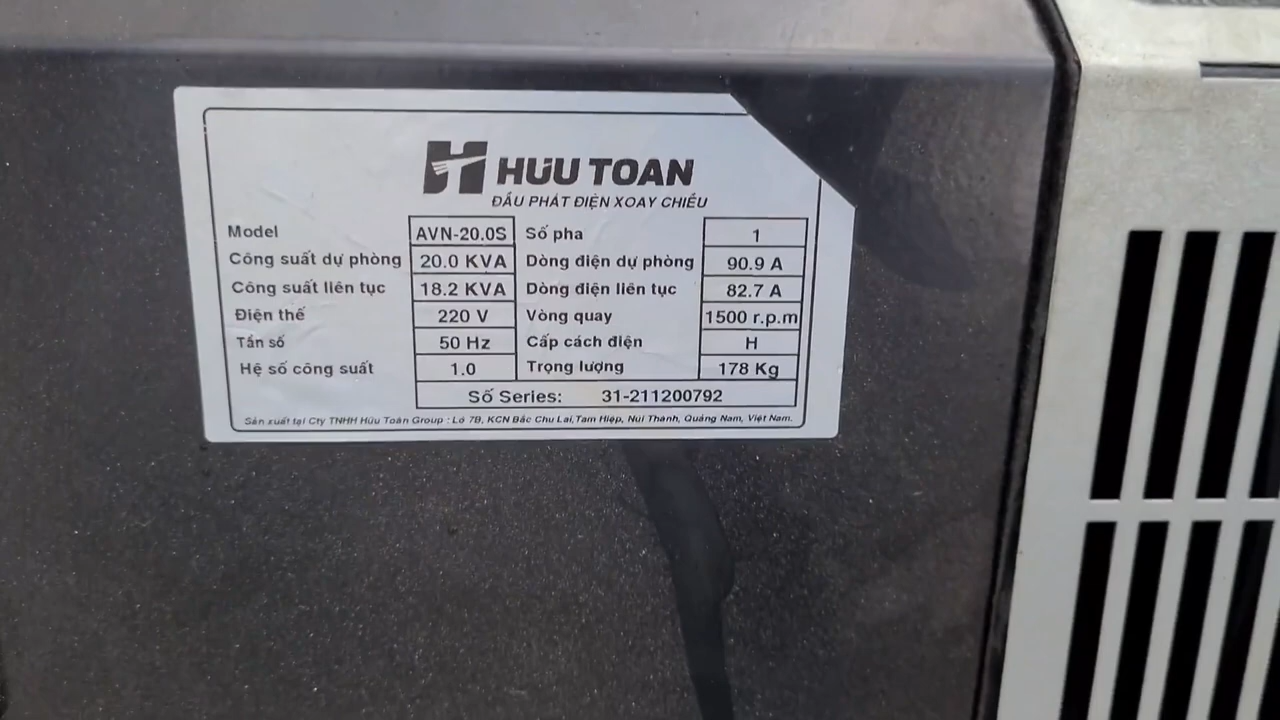 HỮU TOAN
ĐẦU PHÁT ĐIỆN XOAY CHIỀU
Model AVN-20.0S Số pha 1
Công suất dự phòng 20.0 KVA Dòng điện dự phòng 90.9 A
Công suất liên tục 18.2 KVA Dòng điện liên tục 82.7 A
Điện thế 220 V Vòng quay 1500 r.p.m
Tần số 50 Hz Cấp cách điện H
Hệ số công suất 1.0 Trọng lượng 178 Kg
Số Series: 31-211200792
Sản xuất tại Cty TNHH Hữu Toàn Group : Lô 7B, KCN Bắc Chu Lai,Tam Hiệp, Núi Thành, Quảng Nam, Việt Nam.